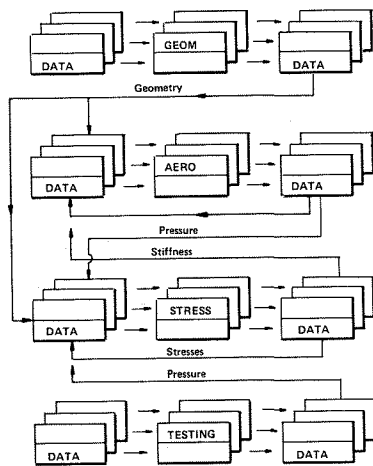 GEOM
DATA DATA
Geometry
AERO
DATA DATA
Pressure
Stiffness
STRESS
DATA DATA
Stresses
Pressure
TESTING
DATA DATA